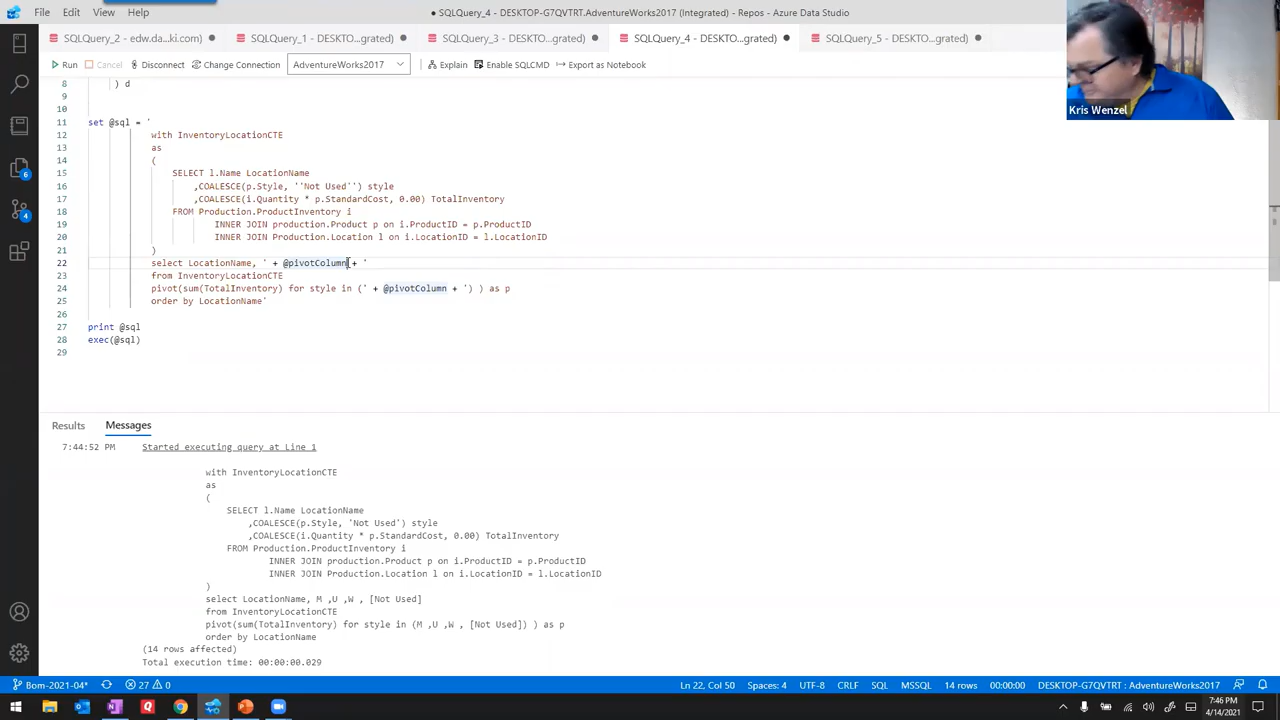 File Edit View Help
● SQLQuery_4 - DESKTOP-G7QVTRT.AdventureWorks2017 (Integrated) - Repos - Azure Data Studio
SQLQuery_2 - edw.da...ki.com) ● SQLQuery_1 - DESKTO...grated) ● SQLQuery_3 - DESKTO...grated) ● SQLQuery_4 - DESKTO...grated) ● SQLQuery_5 - DESKTO...grated) ●
Run Cancel Disconnect Change Connection AdventureWorks2017 Explain Enable SQLCMD Export as Notebook
Kris Wenzel
8 ) d
9
10
11 set @sql = '
12 with InventoryLocationCTE
13 as
14 (
15 SELECT l.Name LocationName
16 ,COALESCE(p.Style, ''Not Used'') style
17 ,COALESCE(i.Quantity * p.StandardCost, 0.00) TotalInventory
18 FROM Production.ProductInventory i
19 INNER JOIN production.Product p on i.ProductID = p.ProductID
20 INNER JOIN Production.Location l on i.LocationID = l.LocationID
21 )
22 select LocationName, ' + @pivotColumn + '
23 from InventoryLocationCTE
24 pivot(sum(TotalInventory) for style in (' + @pivotColumn + ') ) as p
25 order by LocationName'
26
27 print @sql
28 exec(@sql)
29
6
4
Results Messages
7:44:52 PM Started executing query at Line 1
with InventoryLocationCTE
as
(
SELECT l.Name LocationName
,COALESCE(p.Style, 'Not Used') style
,COALESCE(i.Quantity * p.StandardCost, 0.00) TotalInventory
FROM Production.ProductInventory i
INNER JOIN production.Product p on i.ProductID = p.ProductID
INNER JOIN Production.Location l on i.LocationID = l.LocationID
)
select LocationName, M ,U ,W , [Not Used]
from InventoryLocationCTE
pivot(sum(TotalInventory) for style in (M ,U ,W , [Not Used]) ) as p
order by LocationName
(14 rows affected)
Total execution time: 00:00:00.029
Bom-2021-04* 27 0 Ln 22, Col 50 Spaces: 4 UTF-8 CRLF SQL MSSQL 14 rows 00:00:00 DESKTOP-G7QVTRT : AdventureWorks2017
7:46 PM
4/14/2021